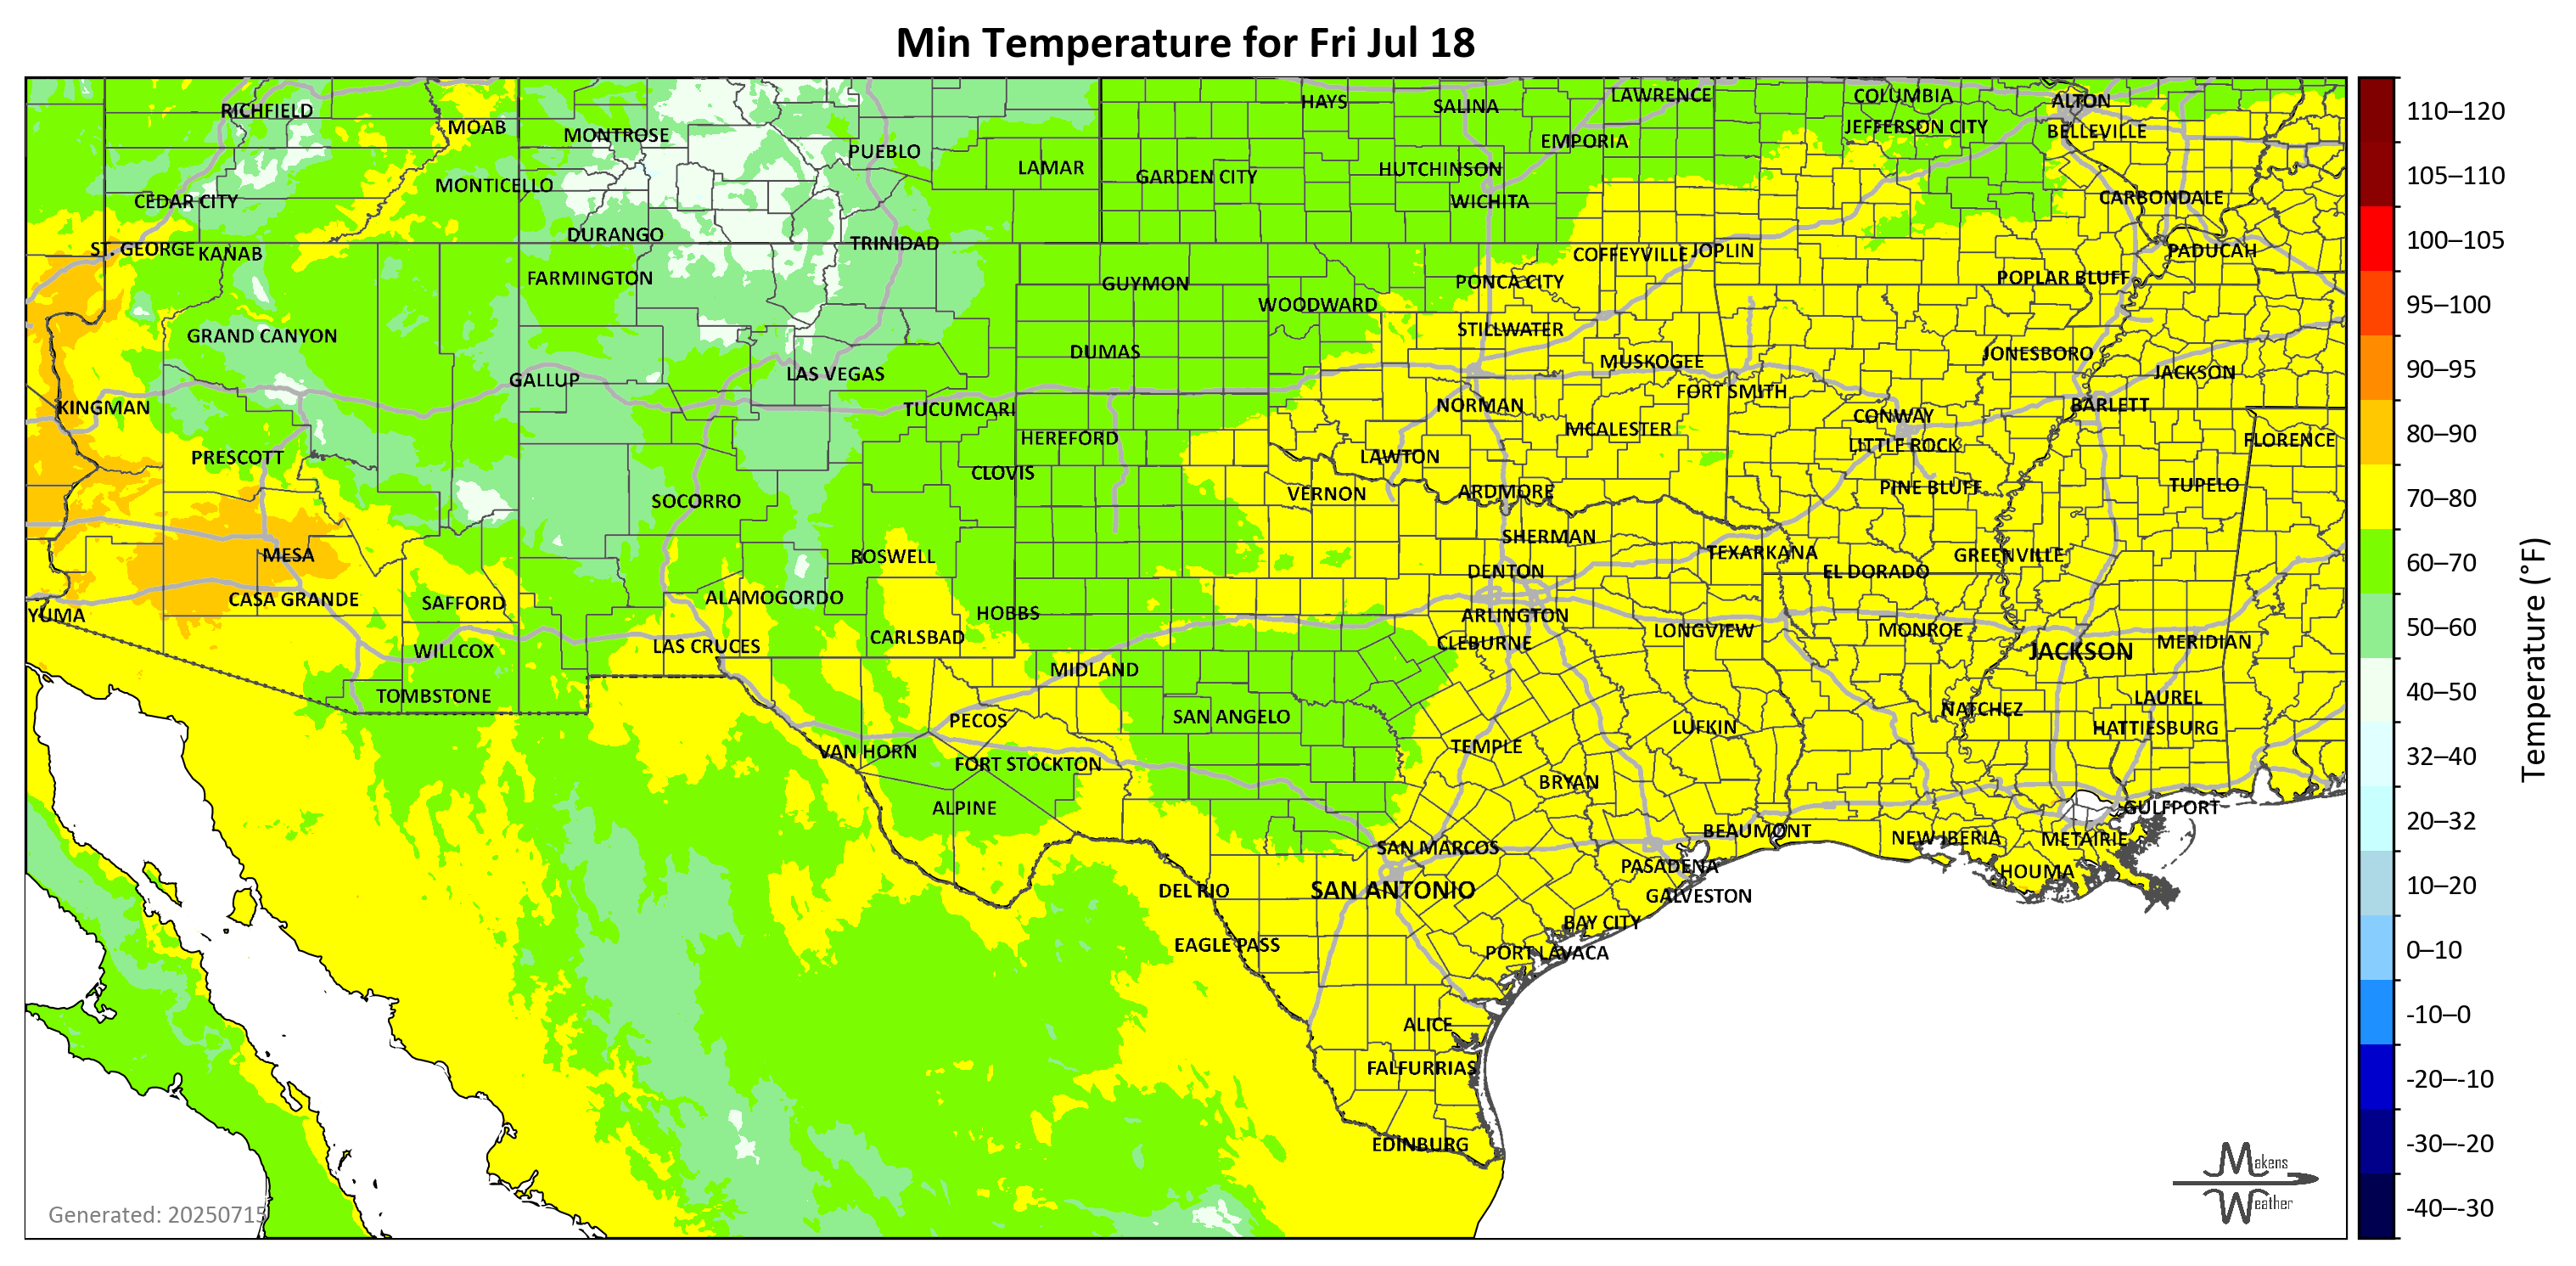 Min Temperature for Fri Jul 18
RICHFIELD
MOAB
MONTROSE
PUEBLO
LAMAR
HAYS
SALINA
LAWRENCE
COLUMBIA
ALTON
JEFFERSON CITY
BELLEVILLE
EMPORIA
HUTCHINSON
GARDEN CITY
MONTICELLO
CEDAR CITY
WICHITA
CARBONDALE
DURANGO
TRINIDAD
ST. GEORGE
KANAB
COFFEYVILLE
JOPLIN
PADUCAH
FARMINGTON
GUYMON
PONCA CITY
POPLAR BLUFF
WOODWARD
GRAND CANYON
STILLWATER
DUMAS
MUSKOGEE
JONESBORO
JACKSON
GALLUP
LAS VEGAS
FORT SMITH
KINGMAN
TUCUMCARI
NORMAN
BARLETT
CONWAY
MCALESTER
HEREFORD
LITTLE ROCK
FLORENCE
PRESCOTT
LAWTON
CLOVIS
SOCORRO
VERNON
ARDMORE
PINE BLUFF
TUPELO
SHERMAN
MESA
ROSWELL
TEXARKANA
GREENVILLE
DENTON
EL DORADO
CASA GRANDE
SAFFORD
ALAMOGORDO
HOBBS
YUMA
ARLINGTON
CARLSBAD
CLEBURNE
LONGVIEW
MONROE
WILLCOX
LAS CRUCES
JACKSON
MERIDIAN
MIDLAND
TOMBSTONE
LAUREL
NATCHEZ
PECOS
SAN ANGELO
LUFKIN
HATTIESBURG
VAN HORN
TEMPLE
FORT STOCKTON
BRYAN
ALPINE
GULFPORT
BEAUMONT
NEW IBERIA
METAIRIE
SAN MARCOS
PASADENA
HOUMA
DEL RIO
SAN ANTONIO
GALVESTON
BAY CITY
EAGLE PASS
PORT LAVACA
ALICE
FALFURRIAS
EDINBURG
Generated: 20250715
Makens
Weather
110–120
105–110
100–105
95–100
90–95
80–90
70–80
60–70
50–60
40–50
32–40
20–32
10–20
0–10
-10–0
-20–-10
-30–-20
-40–-30
Temperature (°F)